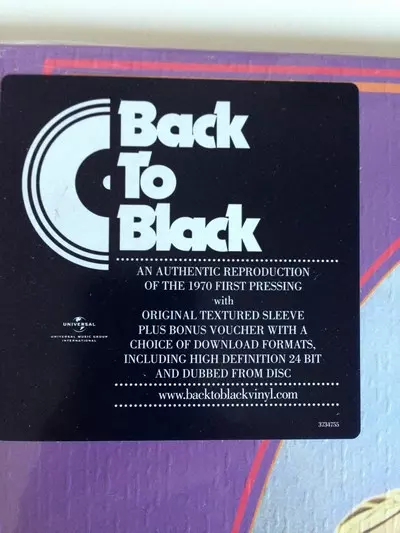 Back
To
Black
AN AUTHENTIC REPRODUCTION
OF THE 1970 FIRST PRESSING
with
ORIGINAL TEXTURED SLEEVE
PLUS BONUS VOUCHER WITH A
CHOICE OF DOWNLOAD FORMATS,
INCLUDING HIGH DEFINITION 24 BIT
AND DUBBED FROM DISC
www.backtoblackvinyl.com
UNIVERSAL
UNIVERSAL MUSIC GROUP
INTERNATIONAL
3734755